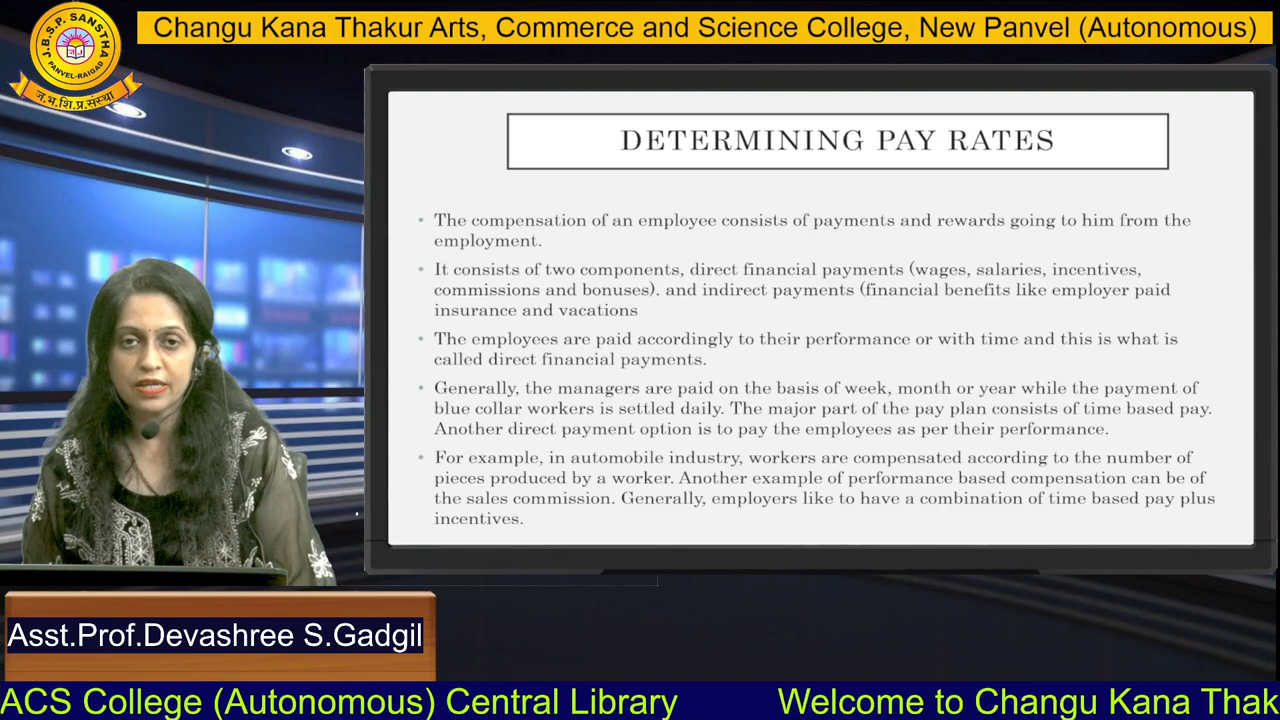 Changu Kana Thakur Arts, Commerce and Science College, New Panvel (Autonomous)
J.B.S.P. SANSTHA
PANVEL-RAIGAD
ज.भ.शि.प्र.संस्था
DETERMINING PAY RATES
• The compensation of an employee consists of payments and rewards going to him from the
employment.
• It consists of two components, direct financial payments (wages, salaries, incentives,
commissions and bonuses). and indirect payments (financial benefits like employer paid
insurance and vacations
• The employees are paid accordingly to their performance or with time and this is what is
called direct financial payments.
• Generally, the managers are paid on the basis of week, month or year while the payment of
blue collar workers is settled daily. The major part of the pay plan consists of time based pay.
Another direct payment option is to pay the employees as per their performance.
• For example, in automobile industry, workers are compensated according to the number of
pieces produced by a worker. Another example of performance based compensation can be of
the sales commission. Generally, employers like to have a combination of time based pay plus
incentives.
Asst.Prof.Devashree S.Gadgil
ACS College (Autonomous) Central Library Welcome to Changu Kana Thak